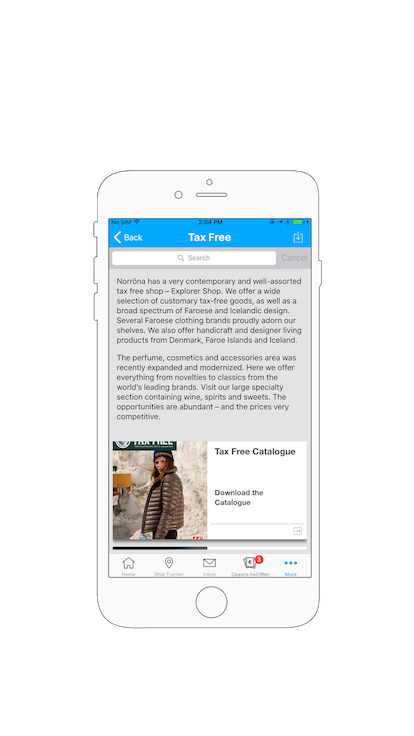 No SIM 2:04 PM
Back Tax Free
Search Cancel
Norröna has a very contemporary and well-assorted
tax free shop – Explorer Shop. We offer a wide
selection of customary tax-free goods, as well as a
broad spectrum of Faroese and Icelandic design.
Several Faroese clothing brands proudly adorn our
shelves. We also offer handicraft and designer living
products from Denmark, Faroe Islands and Iceland.
The perfume, cosmetics and accessories area was
recently expanded and modernized. Here we offer
everything from novelties to classics from the
world's leading brands. Visit our large specialty
section containing wine, spirits and sweets. The
opportunities are abundant – and the prices very
competitive.
TAX FREE
Tax Free Catalogue
Download the
Catalogue
3
Home Ship Tracker Inbox Coupons And Offers More